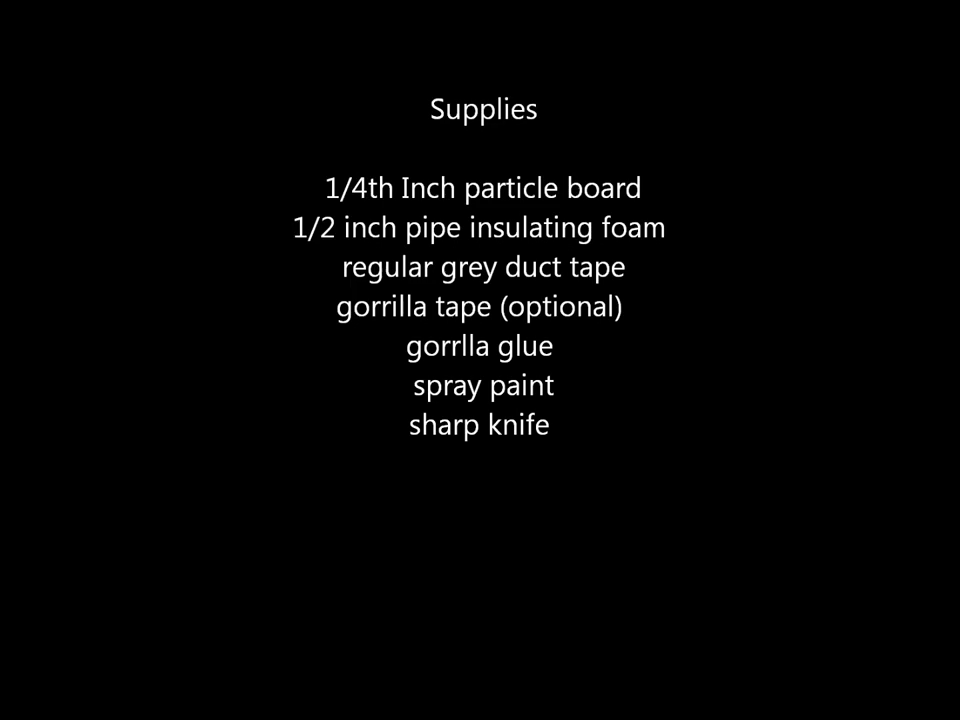 Supplies
1/4th Inch particle board
1/2 inch pipe insulating foam
regular grey duct tape
gorrilla tape (optional)
gorrlla glue
spray paint
sharp knife